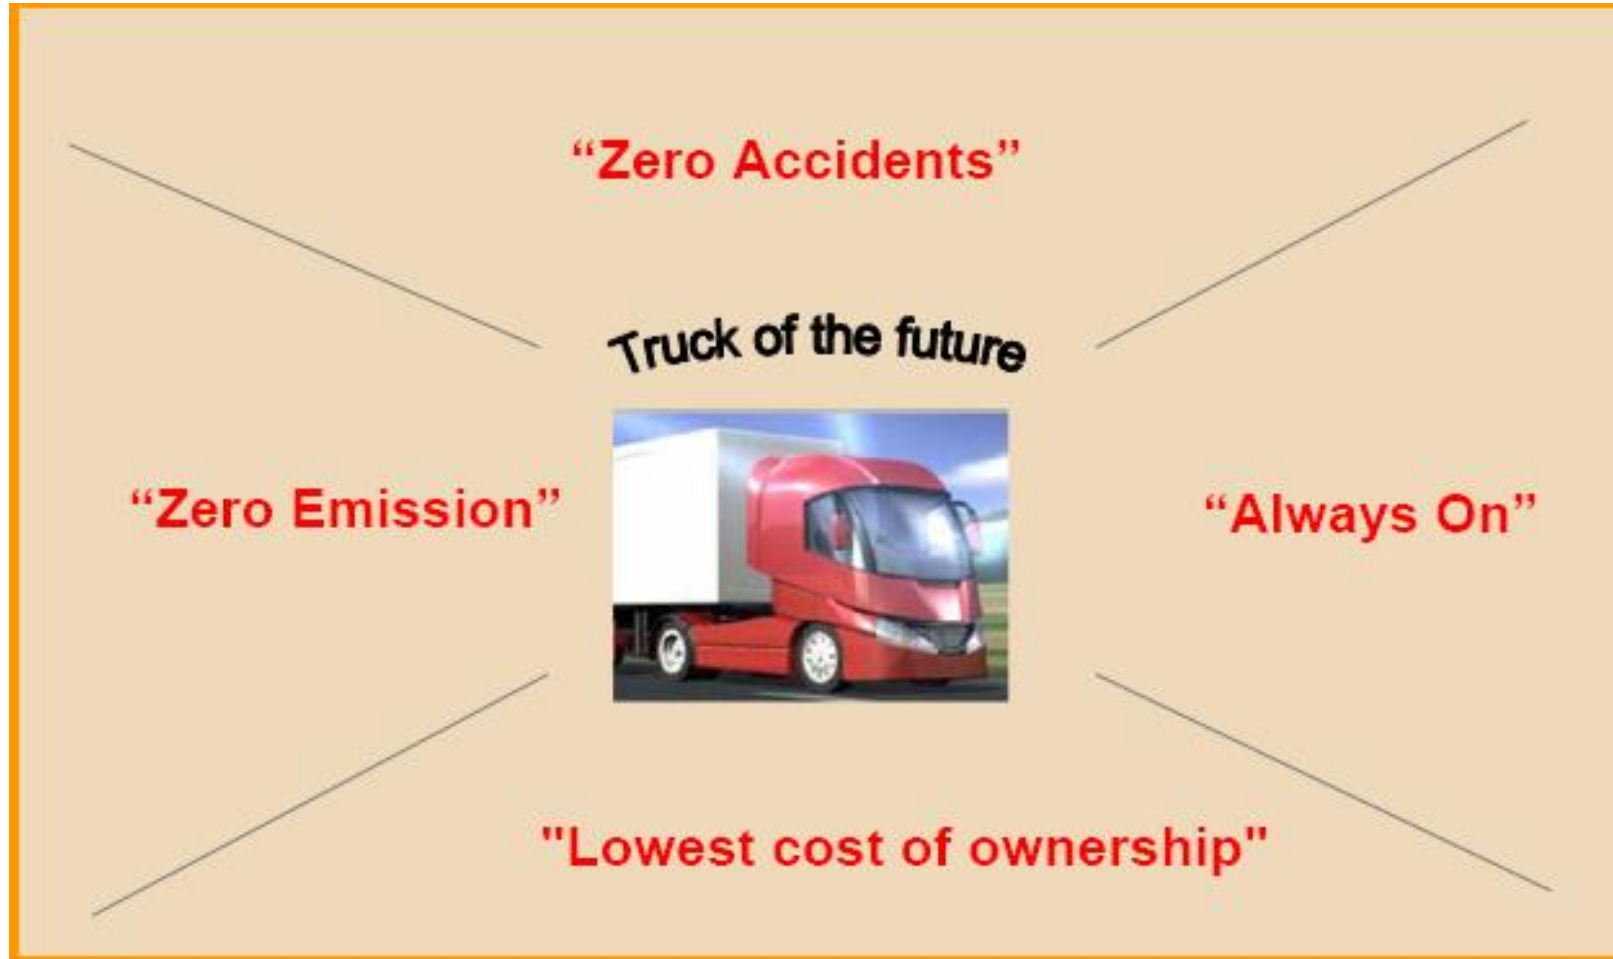 “Zero Accidents”
Truck of the future
“Zero Emission”
“Always On”
"Lowest cost of ownership"